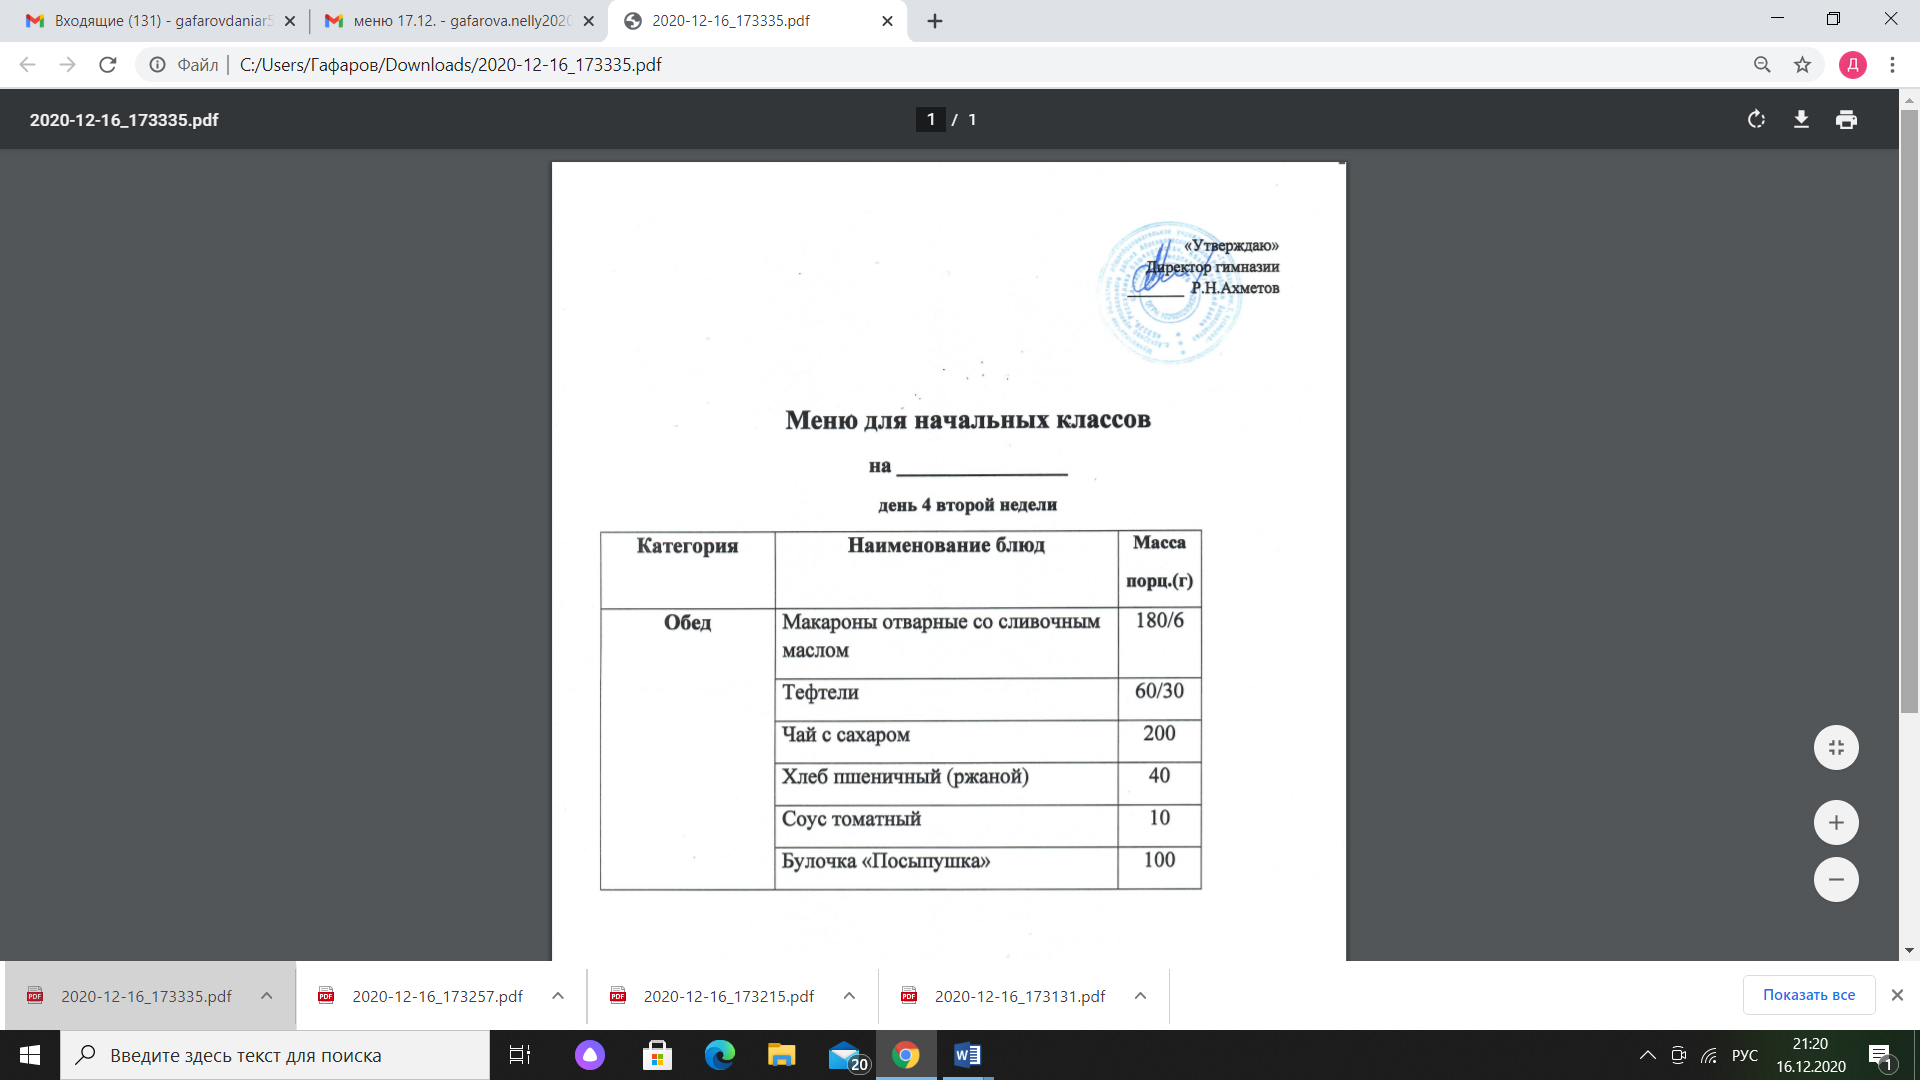 Входящие (131) - gafarovdaniar5
меню 17.12. - gafarova.nelly2020
2020-12-16_173335.pdf
Файл
C:/Users/Гафаров/Downloads/2020-12-16_173335.pdf
Д
2020-12-16_173335.pdf
1 / 1
«Утверждаю»
Директор гимназии
________ Р.Н.Ахметов
Меню для начальных классов
на _________________
день 4 второй недели
Категория Наименование блюд Масса
порц.(г)
Обед Макароны отварные со сливочным 180/6
маслом
Тефтели 60/30
Чай с сахаром 200
Хлеб пшеничный (ржаной) 40
Соус томатный 10
Булочка «Посыпушка» 100
2020-12-16_173335.pdf
2020-12-16_173257.pdf
2020-12-16_173215.pdf
2020-12-16_173131.pdf
Показать все
Введите здесь текст для поиска
20
РУС
21:20
16.12.2020
1